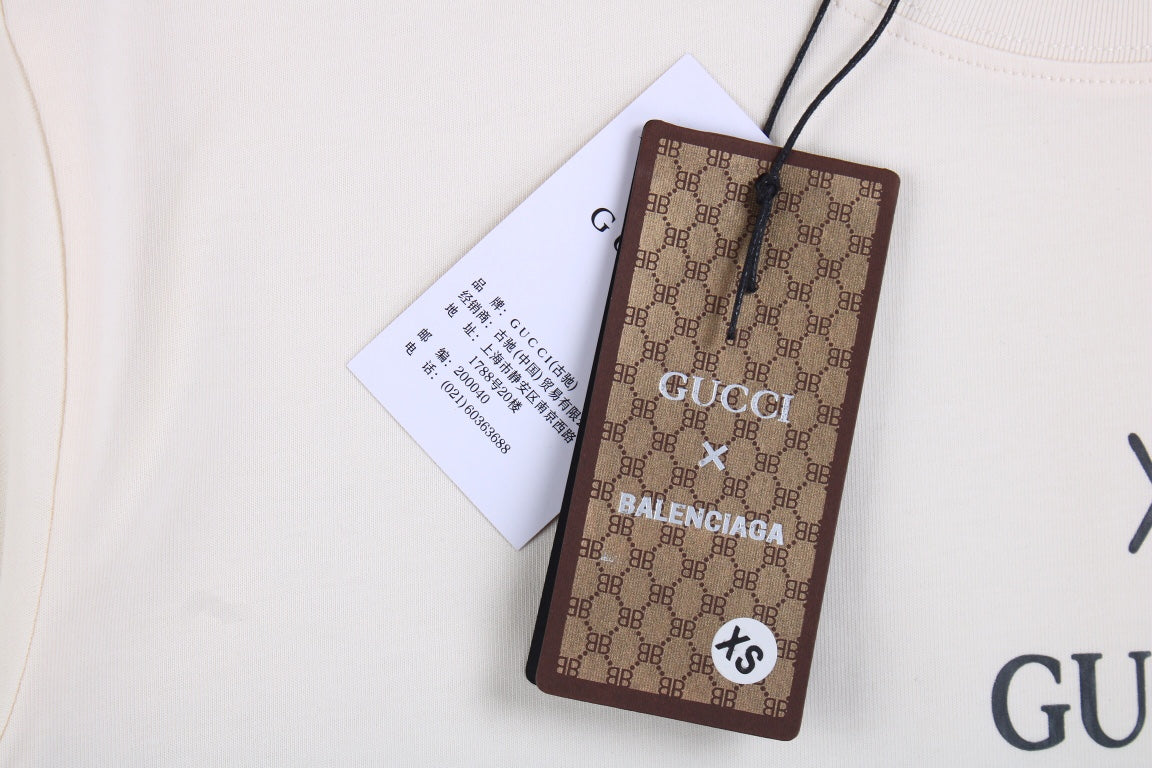 G
品 牌: GUCCI(古驰)
经销商: 古驰(中国)贸易有限
地 址: 上海市静安区南京西路
1788号20楼
邮 编: 200040
电 话: (021)60363688
GUCCI
X
BALENCIAGA
XS
X
GU